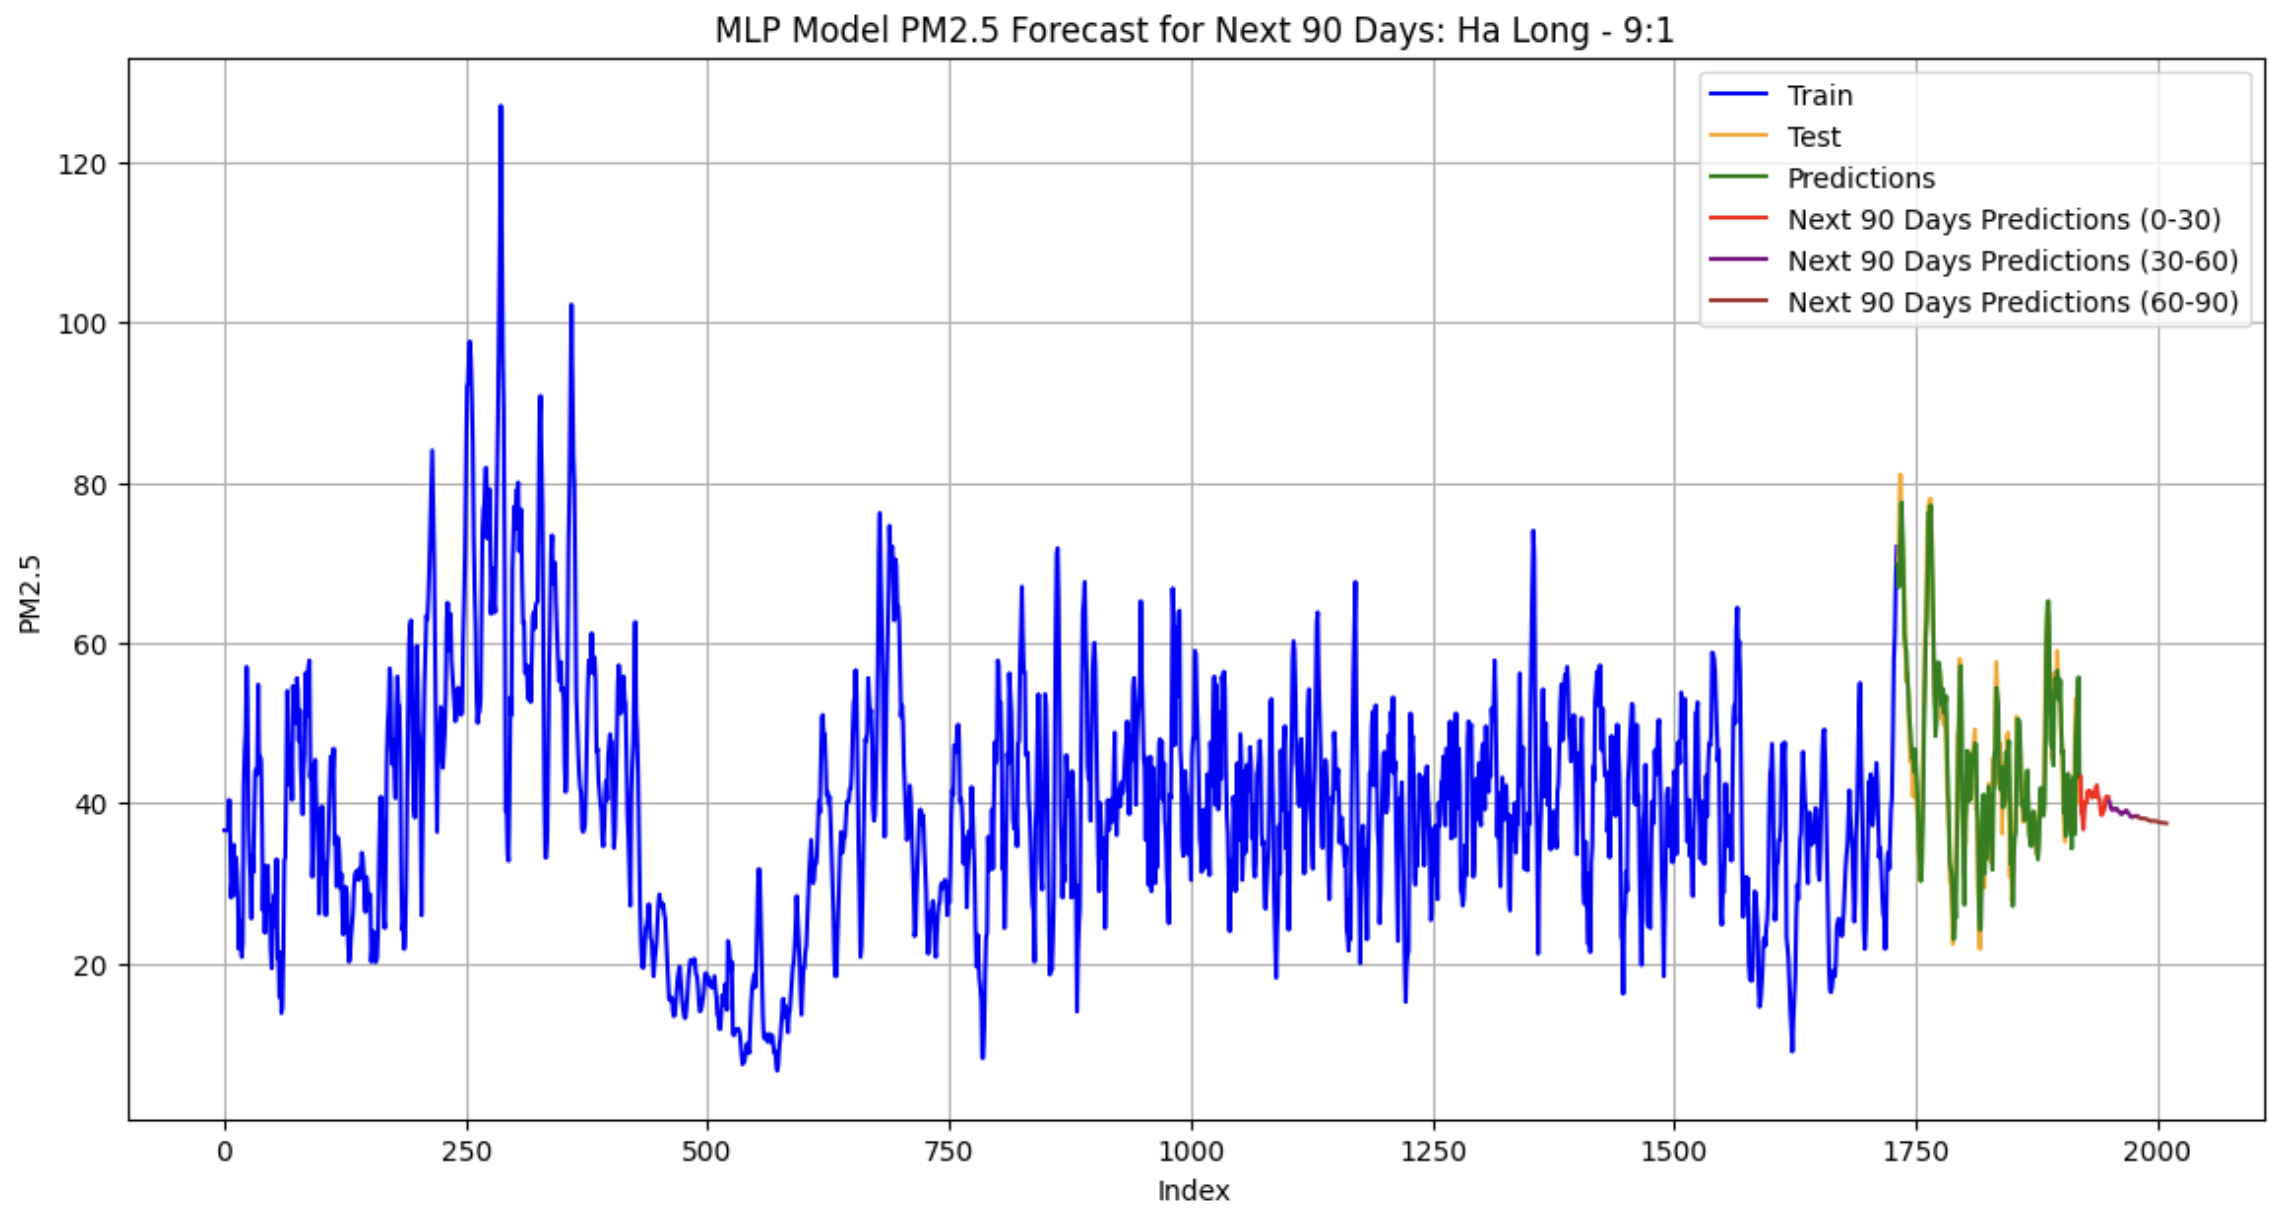 MLP Model PM2.5 Forecast for Next 90 Days: Ha Long - 9:1
Train
Test
Predictions
Next 90 Days Predictions (0-30)
Next 90 Days Predictions (30-60)
Next 90 Days Predictions (60-90)
PM2.5
120
100
80
60
40
20
0
250
500
750
1000
1250
1500
1750
2000
Index